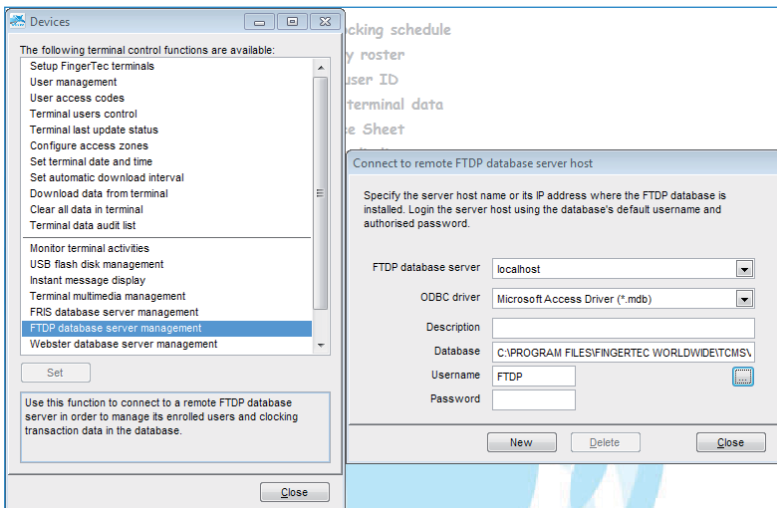 Devices
The following terminal control functions are available:
Setup FingerTec terminals
User management
User access codes
Terminal users control
Terminal last update status
Configure access zones
Set terminal date and time
Set automatic download interval
Download data from terminal
Clear all data in terminal
Terminal data audit list
Monitor terminal activities
USB flash disk management
Instant message display
Terminal multimedia management
FRIS database server management
FTDP database server management
Webster database server management
Set
Use this function to connect to a remote FTDP database
server in order to manage its enrolled users and clocking
transaction data in the database.
Close
cking schedule
y roster
user ID
terminal data
e Sheet
Connect to remote FTDP database server host
Specify the server host name or its IP address where the FTDP database is
installed. Login the server host using the database's default username and
authorised password.
FTDP database server localhost
ODBC driver Microsoft Access Driver (*.mdb)
Description
Database C:\PROGRAM FILES\FINGERTEC WORLDWIDE\TCMS\
Username FTDP ...
Password
New Delete Close